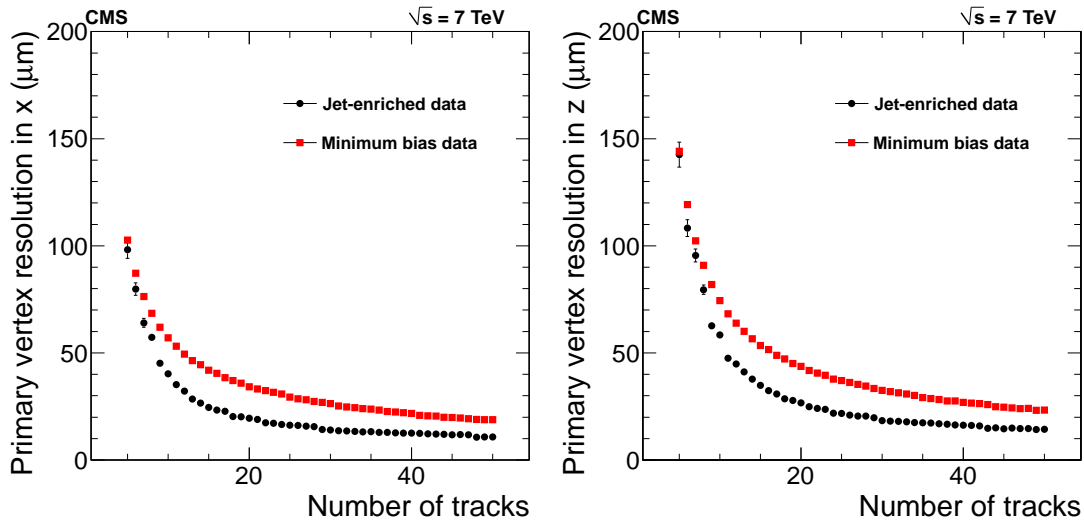 CMS √s = 7 TeV
Primary vertex resolution in x (μm)
200
150
100
50
0
Jet-enriched data
Minimum bias data
20 40
Number of tracks
CMS √s = 7 TeV
Primary vertex resolution in z (μm)
200
150
100
50
0
Jet-enriched data
Minimum bias data
20 40
Number of tracks